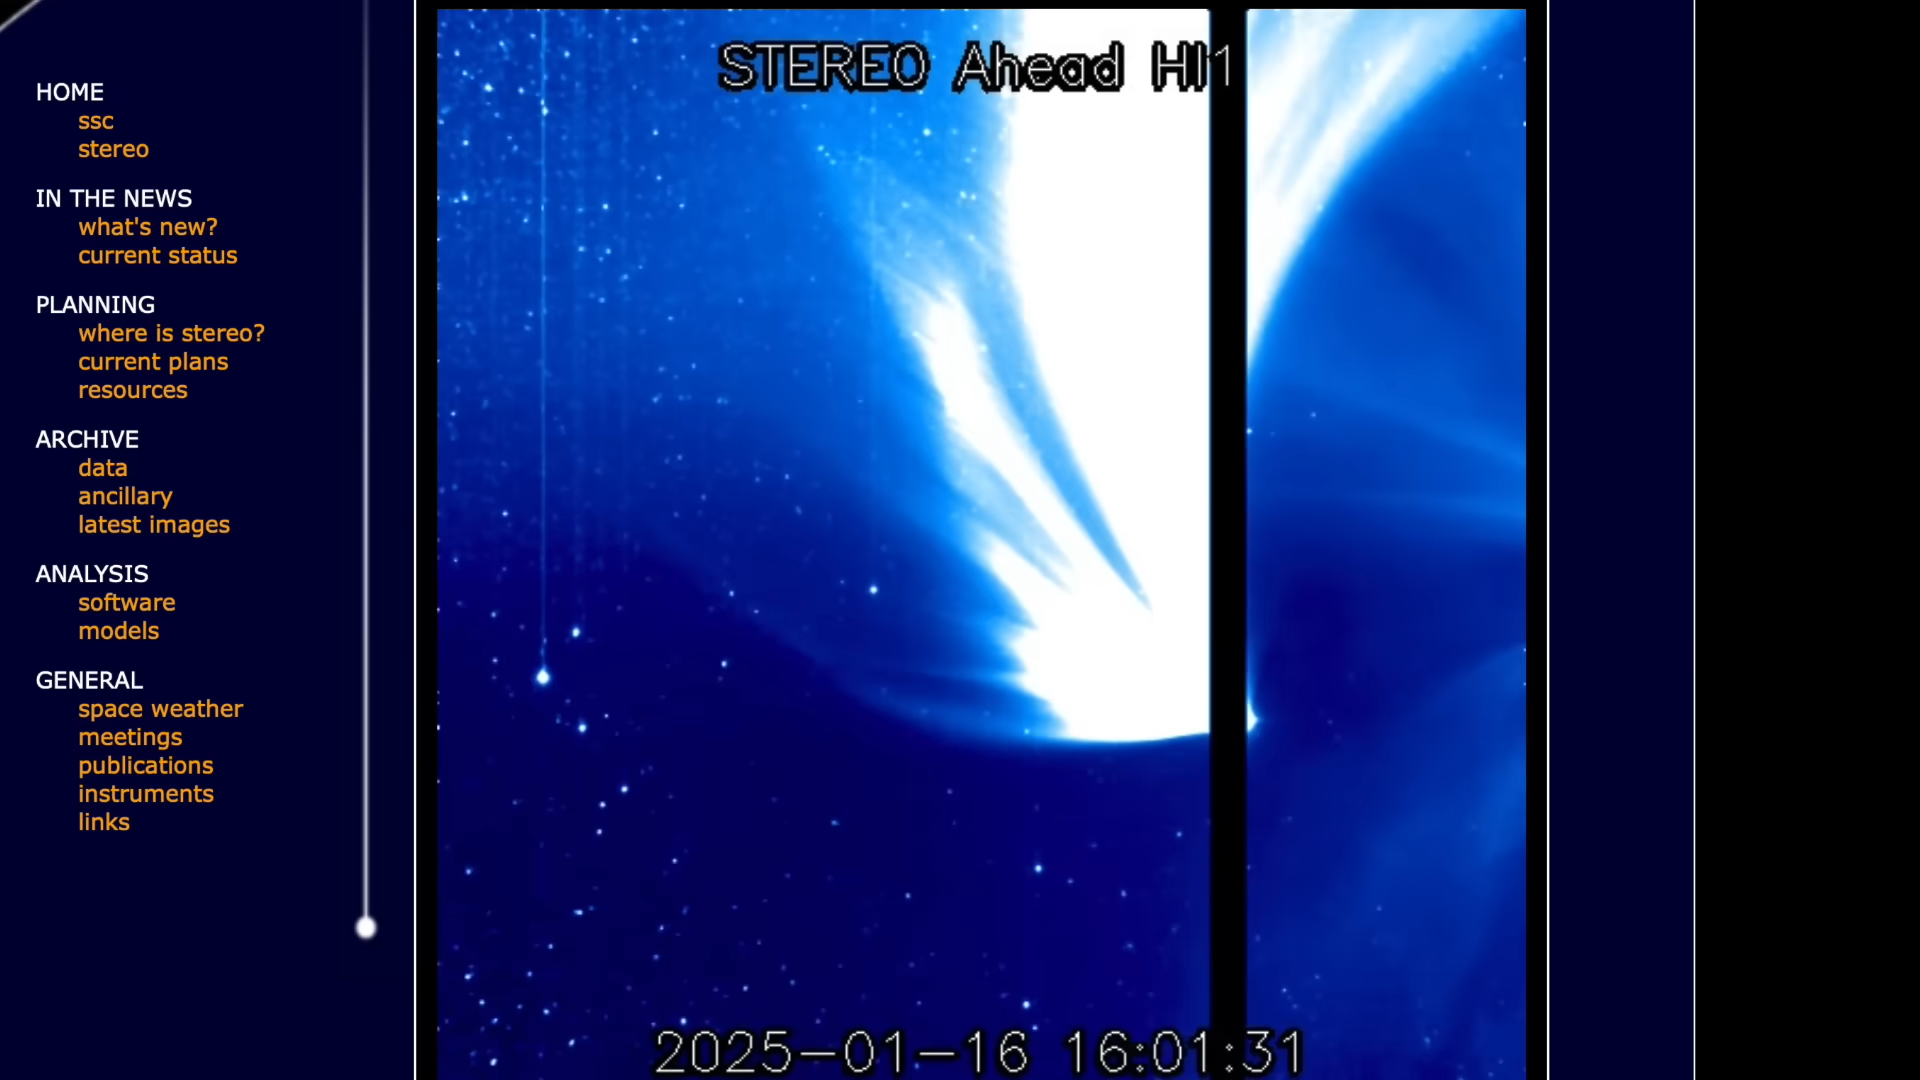 HOME
ssc
stereo
IN THE NEWS
what's new?
current status
PLANNING
where is stereo?
current plans
resources
ARCHIVE
data
ancillary
latest images
ANALYSIS
software
models
GENERAL
space weather
meetings
publications
instruments
links
STEREO Ahead HI1
2025-01-16 16:01:31